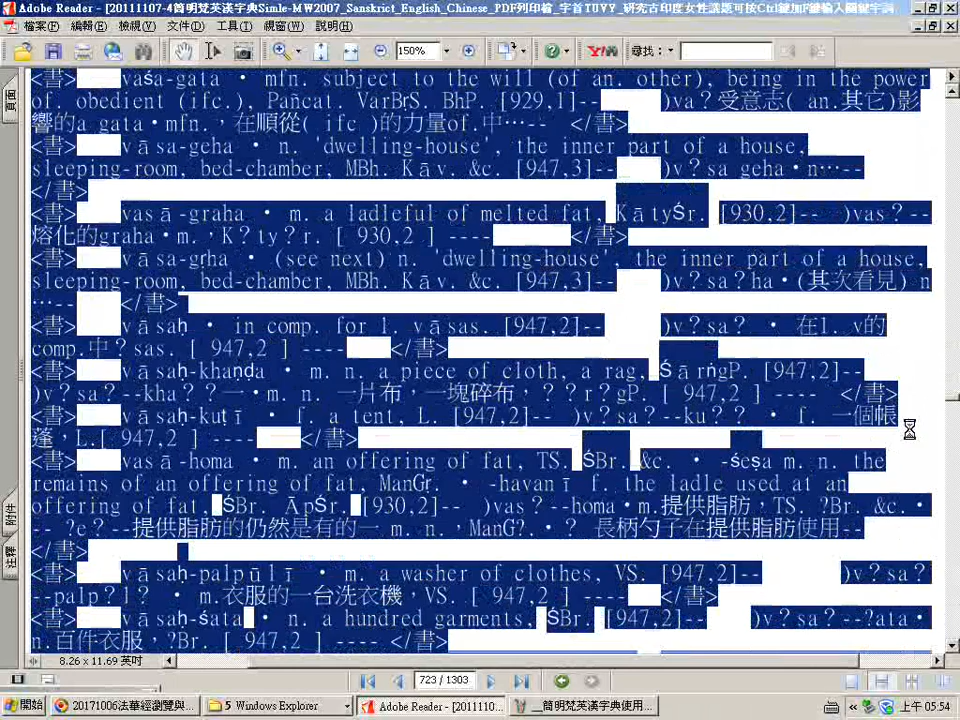 Adobe Reader - [20111107-4簡明梵英漢字典Simle-MW2007_Sanskrict_English_Chinese_PDF列印檔_字首TUVY_研究古印度女性議題可按Ctrl鍵加F鍵輸入關鍵字詞
檔案(F) 編輯(E) 檢視(V) 文件(D) 工具(T) 視窗(W) 說明(H)
150% Y! 尋找：
頁面
<書> vaśa-gata • mfn. subject to the will (of an. other), being in the power
of. obedient (ifc.), Pañcat. VarBrS. BhP. [929,1]-- )va？受意志( an.其它)影
響的a gata•mfn.，在順從( ifc )的力量of.中…-- </書>
<書> vāsa-geha • n. 'dwelling-house', the inner part of a house,
sleeping-room, bed-chamber, MBh. Kāv. &c. [947,3]-- )v？sa geha•n…--
</書>
<書> vasā-graha • m. a ladleful of melted fat, KātyŚr. [930,2]-- )vas？--
熔化的graha•m.，K？ty？r. [ 930,2 ] ---- </書>
<書> vāsa-gṛha • (see next) n. 'dwelling-house', the inner part of a house,
sleeping-room, bed-chamber, MBh. Kāv. &c. [947,3]-- )v？sa？ha•(其次看見) n
…-- </書>
<書> vāsaḥ • in comp. for 1. vāsas. [947,2]-- )v？sa？ • 在1. v的
comp.中？sas. [ 947,2 ] ---- </書>
<書> vāsaḥ-khaṇḍa • m. n. a piece of cloth, a rag, ŚārṅgP. [947,2]--
)v？sa？--kha？？-•m. n. 一片布，一塊碎布，？？r？gP. [ 947,2 ] ---- </書>
<書> vāsaḥ-kuṭī • f. a tent, L. [947,2]-- )v？sa？--ku？？ • f. 一個帳
蓬，L.[ 947,2 ] ---- </書>
<書> vasā-homa • m. an offering of fat, TS. ŚBr. &c. • -śeṣa m. n. the
remains of an offering of fat, ManGṛ. • -havanī f. the ladle used at an
offering of fat, ŚBr. ĀpŚr. [930,2]-- )vas？--homa•m.提供脂肪，TS. ?Br. &c.•
-- ?e？--提供脂肪的仍然是有的一 m. n. ManG?.•？ 長柄勺子在提供脂肪使用--
</書>
<書> vāsaḥ-palpūlī • m. a washer of clothes, VS. [947,2]-- )v？sa？
--palp？l？ • m.衣服的一台洗衣機，VS. [ 947,2 ] ---- </書>
<書> vāsaḥ-śata • n. a hundred garments, ŚBr. [947,2]-- )v？sa？--?ata•
n.百件衣服，?Br. [ 947,2 ] ---- </書>
附件
注釋
8.26 x 11.69 英吋
723 / 1303
開始 20171006法華經瀏覽與... 5 Windows Explorer Adobe Reader - [2011110... __簡明梵英漢字典使用... 上午 05:54